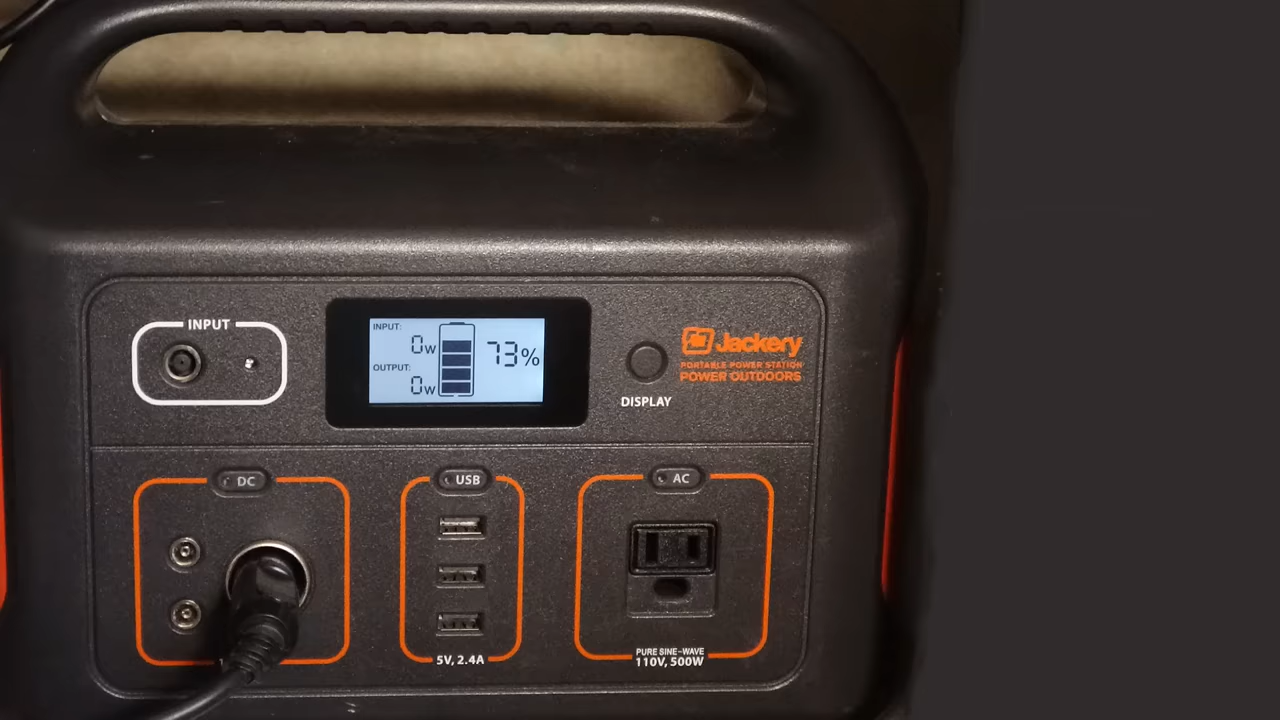 INPUT
INPUT:
0W
OUTPUT:
0W
73%
DISPLAY
Jackery
PORTABLE POWER STATION
POWER OUTDOORS
DC
USB
AC
5V, 2.4A
PURE SINE-WAVE
110V, 500W